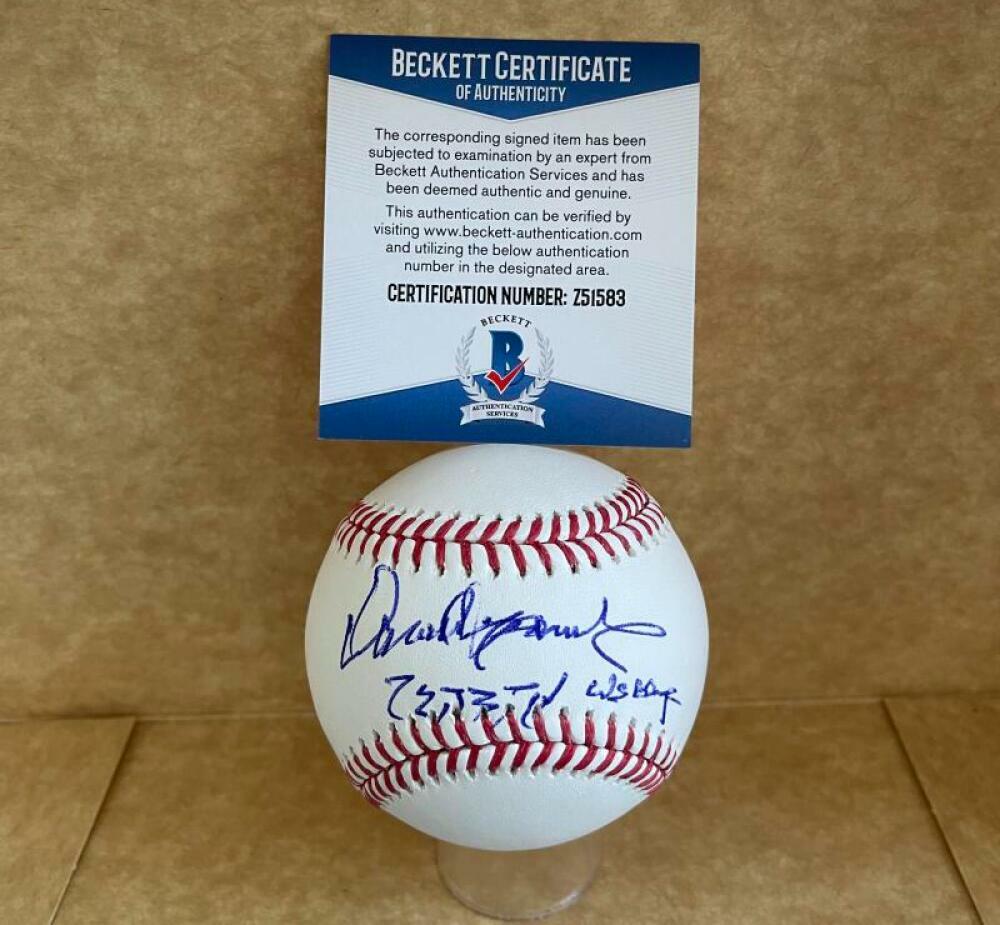 BECKETT CERTIFICATE
OF AUTHENTICITY
The corresponding signed item has been
subjected to examination by an expert from
Beckett Authentication Services and has
been deemed authentic and genuine.
This authentication can be verified by
visiting www.beckett-authentication.com
and utilizing the below authentication
number in the designated area.
CERTIFICATION NUMBER: Z51583
BECKETT
B
AUTHENTICATION
SERVICES